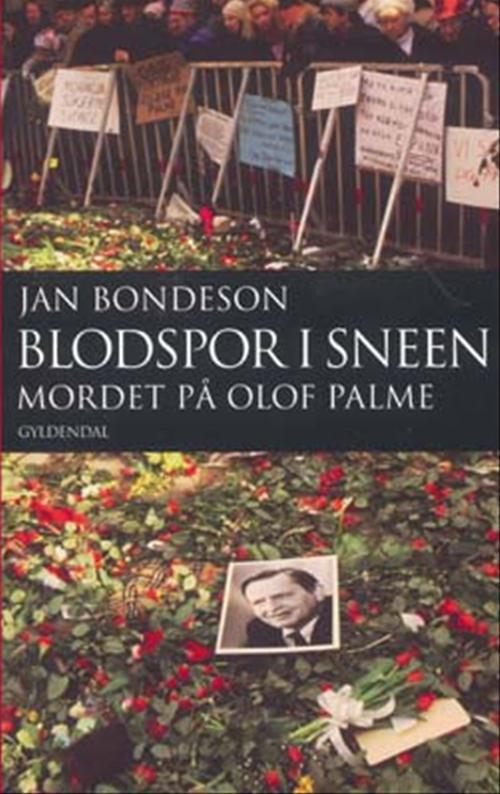 JAN BONDESON
BLODSPOR I SNEEN
MORDET PÅ OLOF PALME
GYLDENDAL